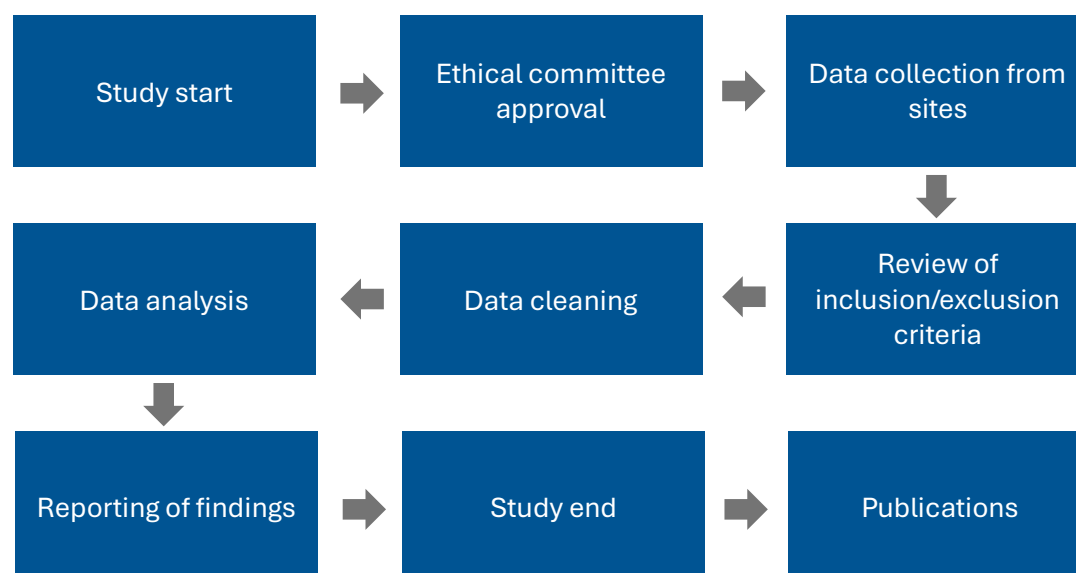 Study start
Ethical committee
approval
Data collection from
sites
Review of
inclusion/exclusion
criteria
Data cleaning
Data analysis
Reporting of findings
Study end
Publications